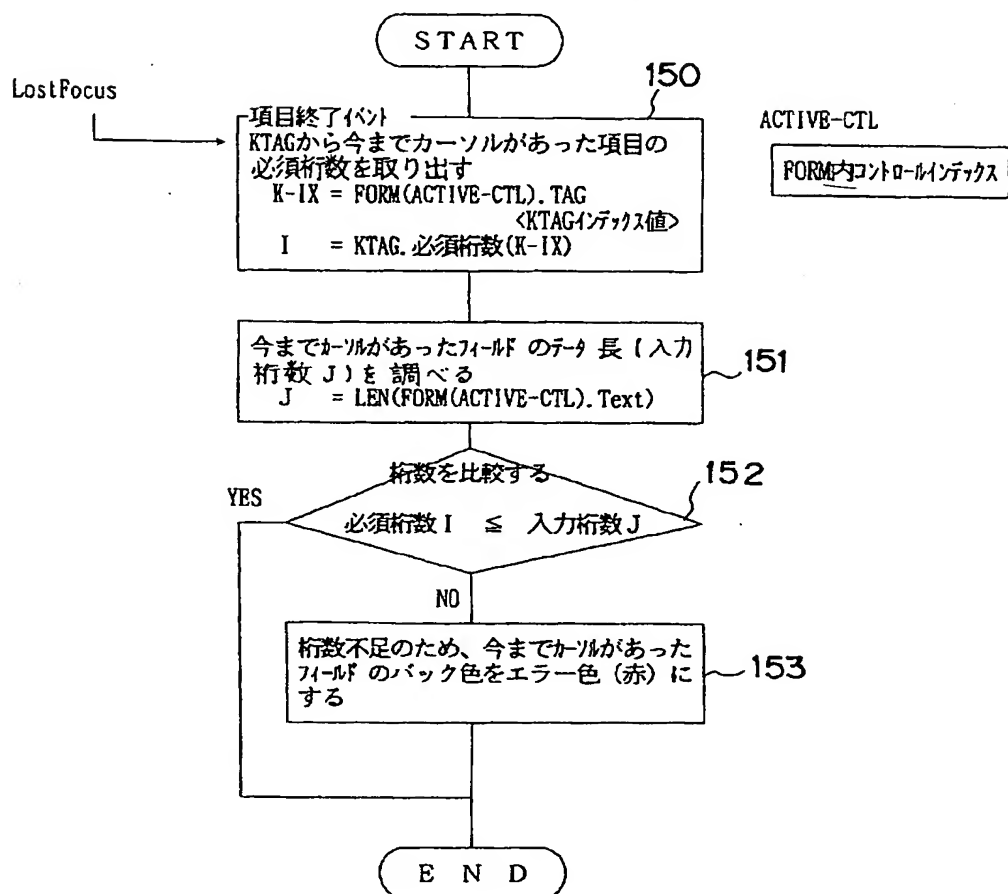 START
LostFocus
150
項目終了イベント
KTAGから今までカーソルがあった項目の
必須桁数を取り出す
K-IX = FORM(ACTIVE-CTL).TAG
<KTAGインデックス値>
I = KTAG.必須桁数(K-IX)
ACTIVE-CTL
FORM内コントロールインデックス
今までカーソルがあったフィールド のデータ 長(入力
桁数 J)を 調べる
J = LEN(FORM(ACTIVE-CTL).Text)
151
桁数を比較する
152
YES
必須桁数 I ≦ 入力桁数 J
NO
桁数不足のため、今までカーソルがあった
フィールド のバック色をエラー色 (赤) に
する
153
E N D